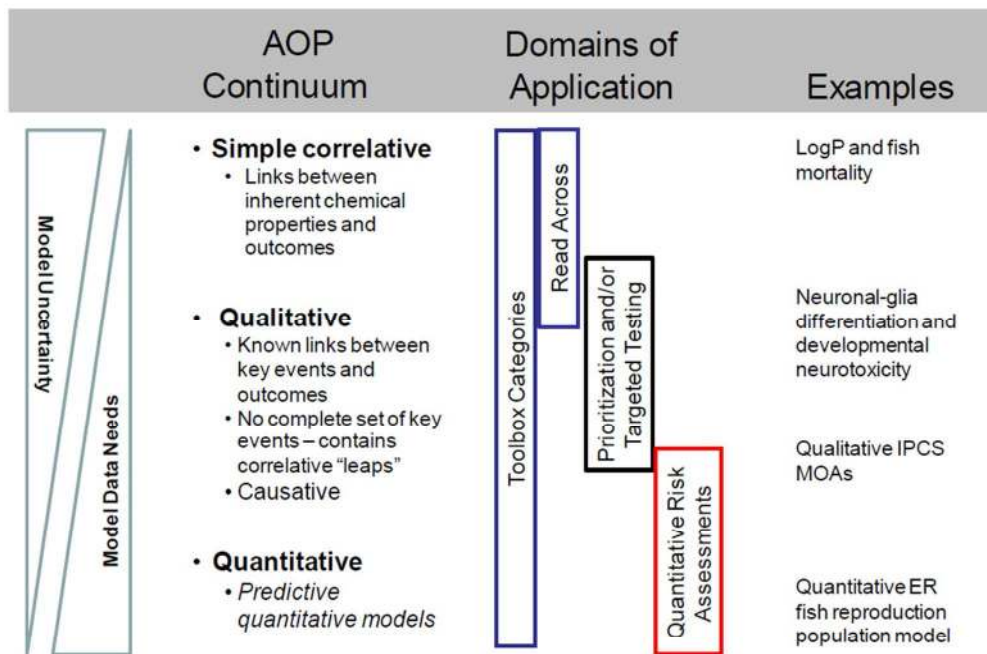 AOP
Continuum
Domains of
Application
Examples
Model Uncertainty
Model Data Needs
• Simple correlative
• Links between
inherent chemical
properties and
outcomes
• Qualitative
• Known links between
key events and
outcomes
• No complete set of key
events – contains
correlative “leaps”
• Causative
• Quantitative
• Predictive
quantitative models
Toolbox Categories
Read Across
Prioritization and/or
Targeted Testing
Quantitative Risk
Assessments
LogP and fish
mortality
Neuronal-glia
differentiation and
developmental
neurotoxicity
Qualitative IPCS
MOAs
Quantitative ER
fish reproduction
population model